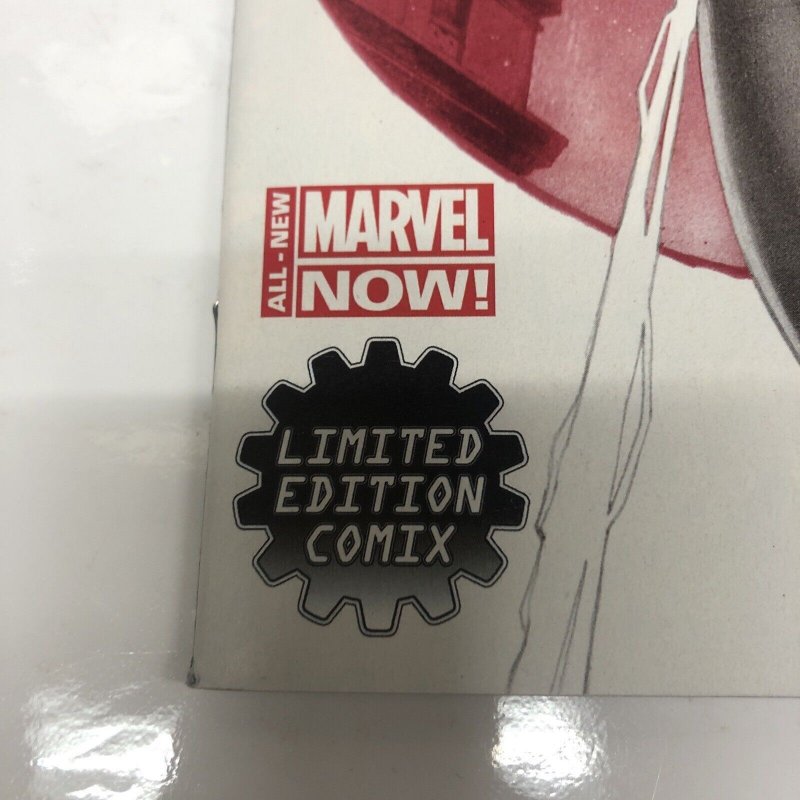 ALL-NEW
MARVEL
NOW!
LIMITED
EDITION
COMIX